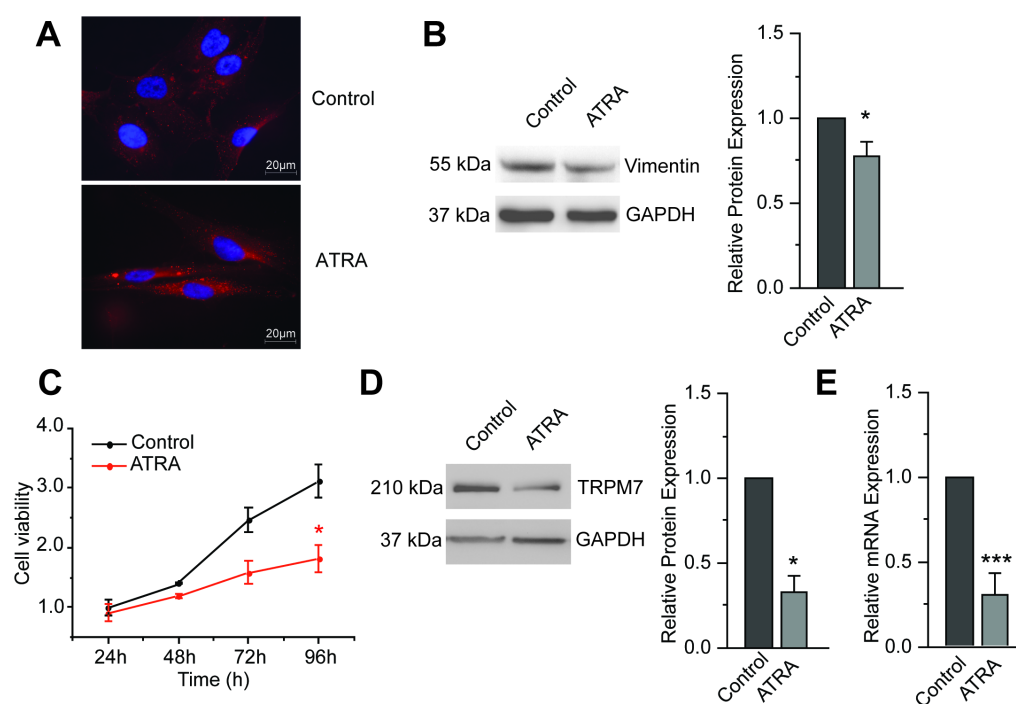 A
Control
20µm
ATRA
20µm
B
Control
ATRA
55 kDa
Vimentin
37 kDa
GAPDH
Relative Protein Expression
1.5
1.0
0.5
0.0
*
Control
ATRA
C
Cell viability
4.0
3.0
2.0
1.0
Control
ATRA
*
24h
48h
72h
96h
Time (h)
D
Control
ATRA
210 kDa
TRPM7
37 kDa
GAPDH
Relative Protein Expression
1.5
1.0
0.5
0.0
*
Control
ATRA
E
Relative mRNA Expression
1.5
1.0
0.5
0.0
***
Control
ATRA